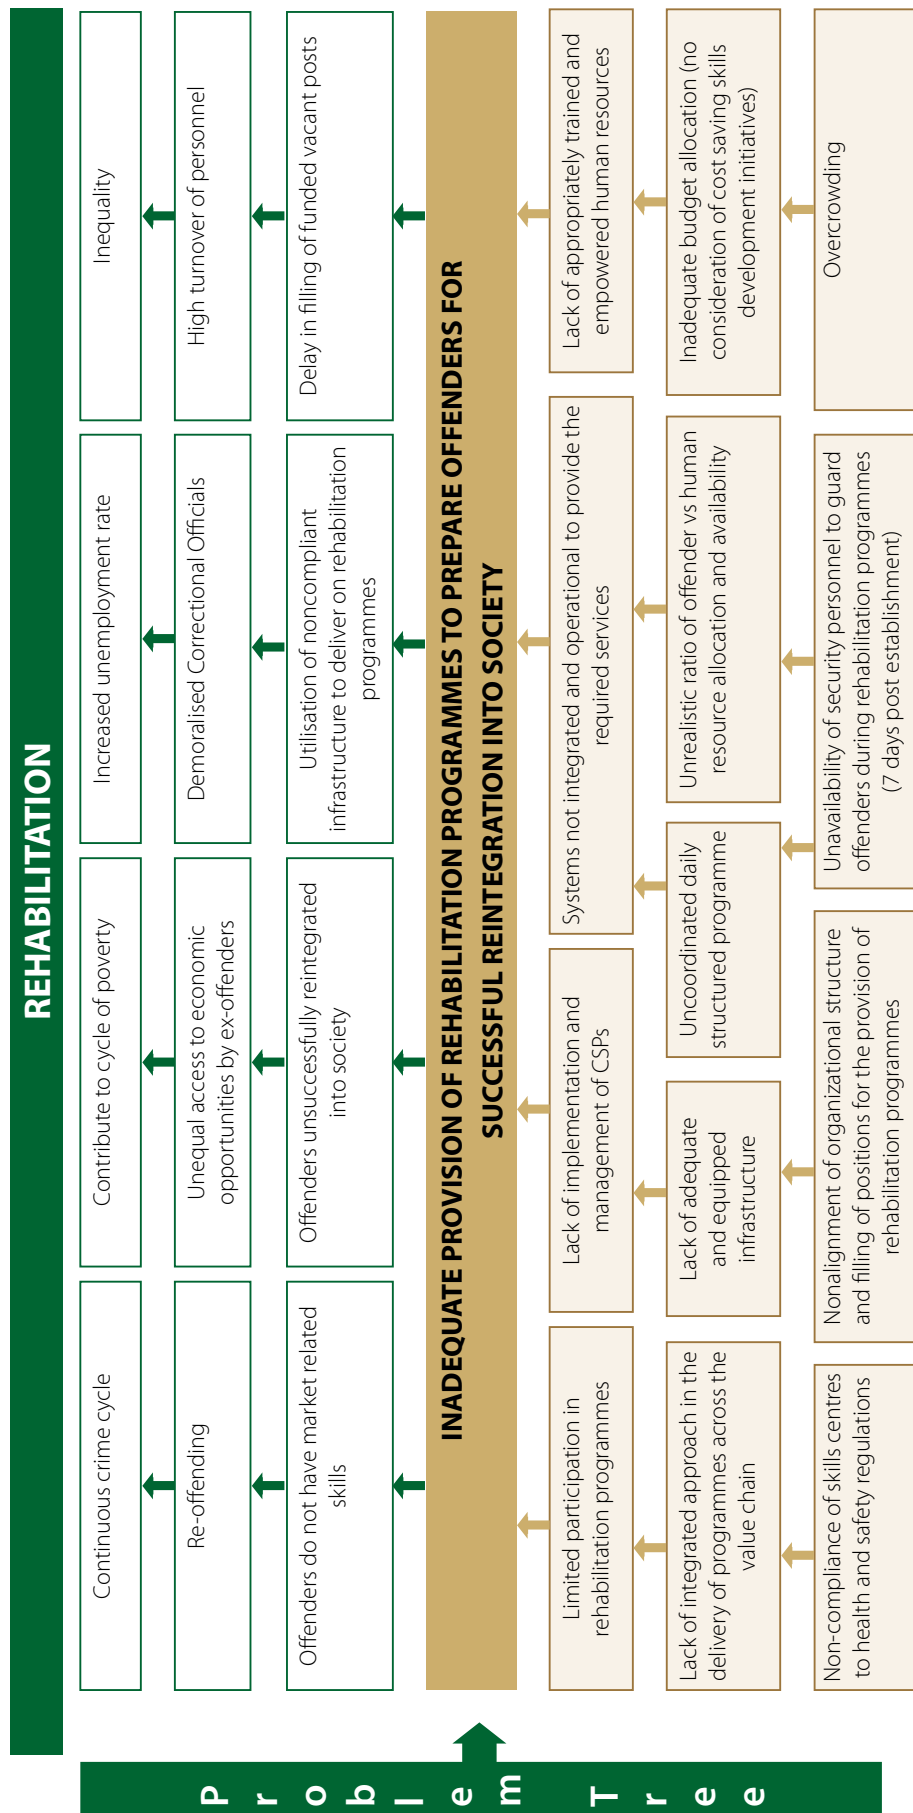 REHABILITATION
Problem Tree
Continuous crime cycle
Contribute to cycle of poverty
Increased unemployment rate
Inequality
Re-offending
Unequal access to economic
opportunities by ex-offenders
Demoralised Correctional Officials
High turnover of personnel
Offenders do not have market related
skills
Offenders unsuccessfully reintegrated
into society
Utilisation of noncompliant
infrastructure to deliver on rehabilitation
programmes
Delay in filling of funded vacant posts
INADEQUATE PROVISION OF REHABILITATION PROGRAMMES TO PREPARE OFFENDERS FOR
SUCCESSFUL REINTEGRATION INTO SOCIETY
Limited participation in
rehabilitation programmes
Lack of implementation and
management of CSPs
Systems not integrated and operational to provide the
required services
Lack of appropriately trained and
empowered human resources
Lack of integrated approach in the
delivery of programmes across the
value chain
Lack of adequate
and equipped
infrastructure
Uncoordinated daily
structured programme
Unrealistic ratio of offender vs human
resource allocation and availability
Inadequate budget allocation (no
consideration of cost saving skills
development initiatives)
Non-compliance of skills centres
to health and safety regulations
Nonalignment of organizational structure
and filling of positions for the provision of
rehabilitation programmes
Unavailability of security personnel to guard
offenders during rehabilitation programmes
(7 days post establishment)
Overcrowding